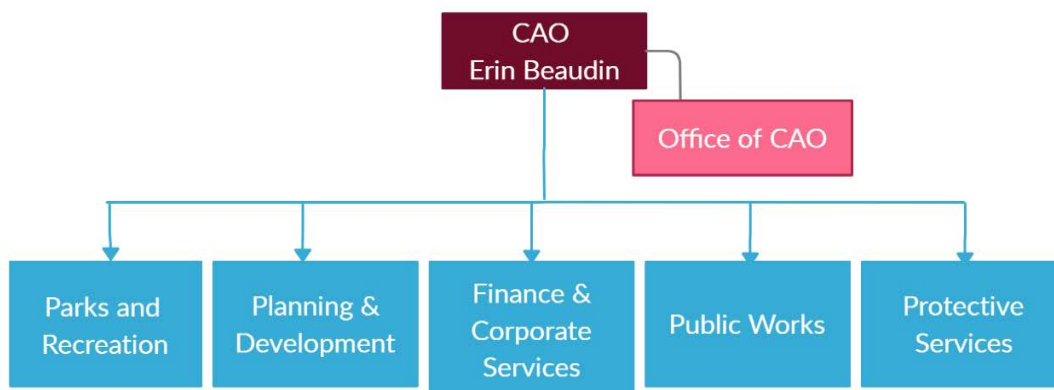 CAO
Erin Beaudin
Office of CAO
Parks and
Recreation
Planning &
Development
Finance &
Corporate
Services
Public Works
Protective
Services